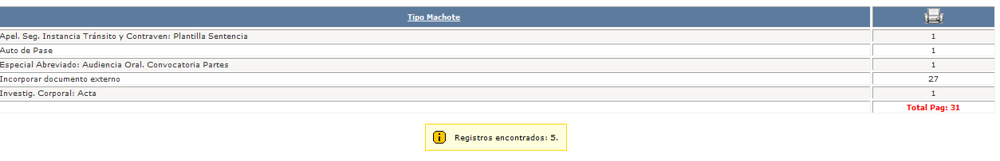 Tipo Machote
Apel. Seg. Instancia Tránsito y Contraven: Plantilla Sentencia 1
Auto de Pase 1
Especial Abreviado: Audiencia Oral. Convocatoria Partes 1
Incorporar documento externo 27
Investig. Corporal: Acta 1
Total Pag: 31
Registros encontrados: 5.